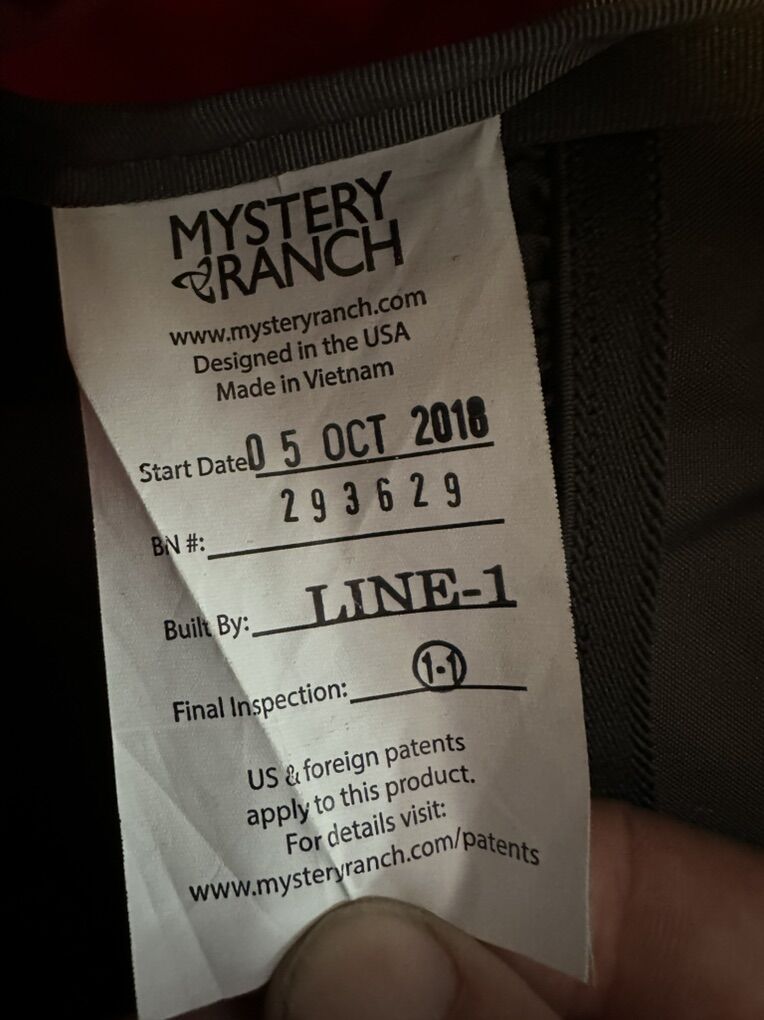 MYSTERY
RANCH
www.mysteryranch.com
Designed in the USA
Made in Vietnam
Start Date 05 OCT 2018
293629
BN #:
Built By: LINE-1
Final Inspection: 1-1
US & foreign patents
apply to this product.
For details visit:
www.mysteryranch.com/patents